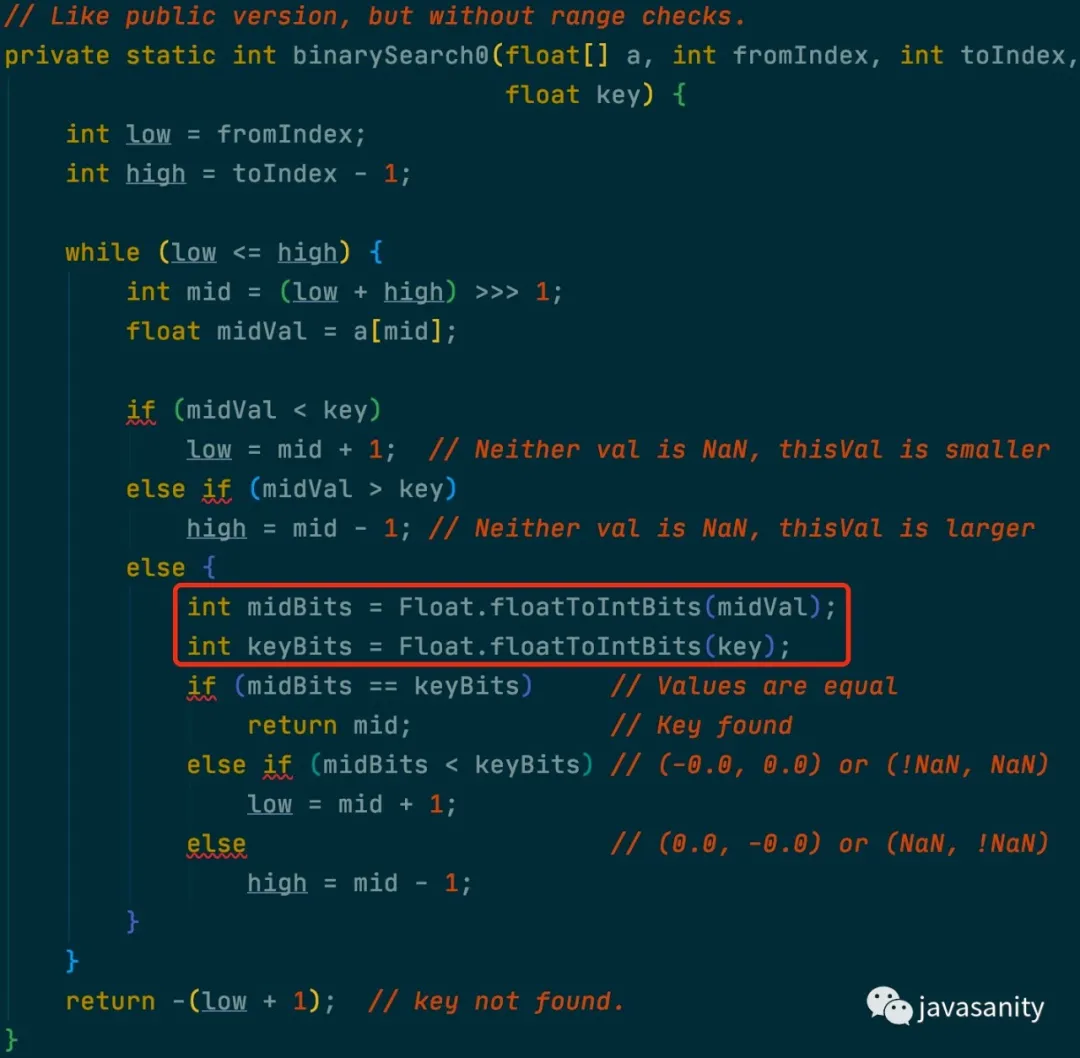 // Like public version, but without range checks.
private static int binarySearch0(float[] a, int fromIndex, int toIndex,
                                 float key) {
    int low = fromIndex;
    int high = toIndex - 1;

    while (low <= high) {
        int mid = (low + high) >>> 1;
        float midVal = a[mid];

        if (midVal < key)
            low = mid + 1;  // Neither val is NaN, thisVal is smaller
        else if (midVal > key)
            high = mid - 1; // Neither val is NaN, thisVal is larger
        else {
            int midBits = Float.floatToIntBits(midVal);
            int keyBits = Float.floatToIntBits(key);
            if (midBits == keyBits)     // Values are equal
                return mid;             // Key found
            else if (midBits < keyBits) // (-0.0, 0.0) or (!NaN, NaN)
                low = mid + 1;
            else                        // (0.0, -0.0) or (NaN, !NaN)
                high = mid - 1;
        }
    }
    return -(low + 1);  // key not found.
javasanity
}